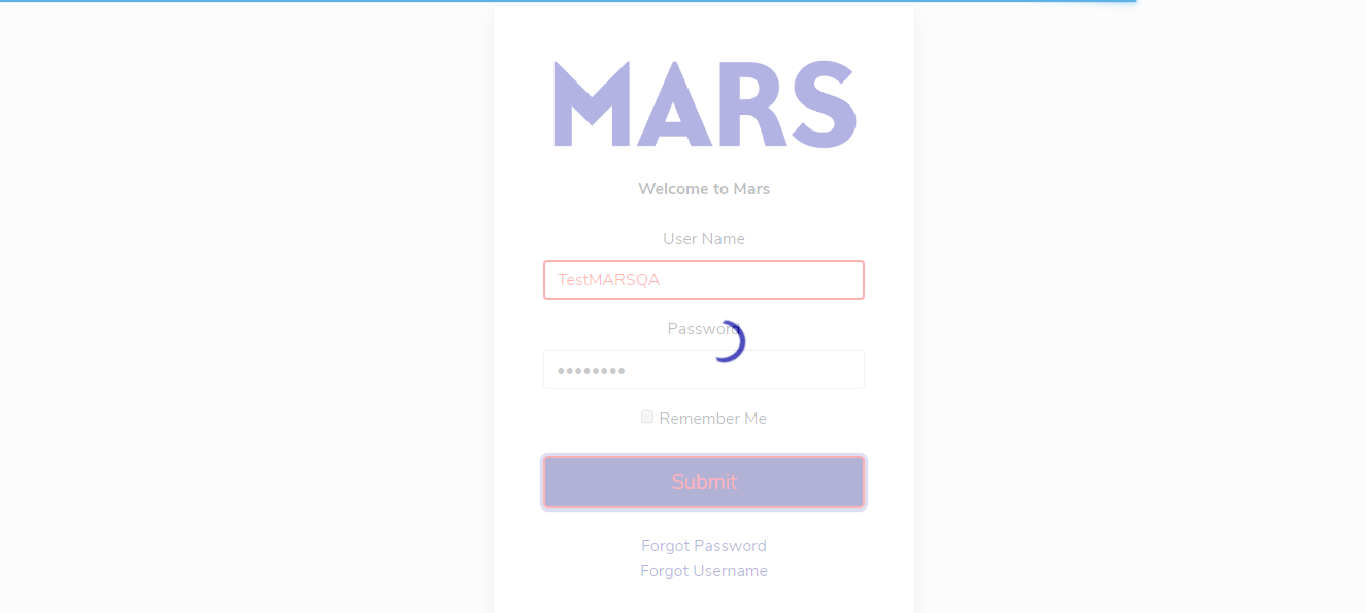 MARS
Welcome to Mars
User Name
TestMARSQA
Password
••••••••
Remember Me
Submit
Forgot Password
Forgot Username